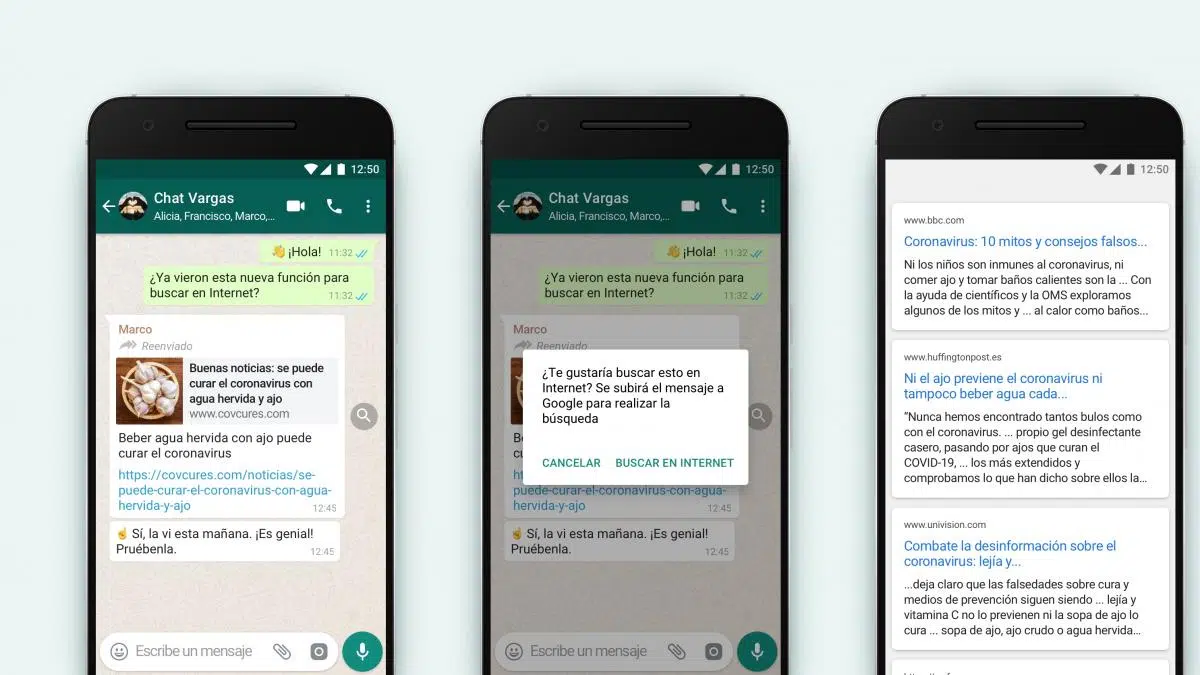 12:50
Chat Vargas
Alicia, Francisco, Marco,...
👋 ¡Hola! 11:32
¿Ya vieron esta nueva función para
buscar en Internet?
11:32
Marco
Reenviado
Buenas noticias: se puede
curar el coronavirus con
agua hervida y ajo
www.covcures.com
Beber agua hervida con ajo puede
curar el coronavirus
https://covcures.com/noticias/se-
puede-curar-el-coronavirus-con-agua-
hervida-y-ajo
12:45
☝ Sí, la vi esta mañana. ¡Es genial!
Pruébenla.
12:45
Escribe un mensaje
12:50
Chat Vargas
Alicia, Francisco, Marco,...
👋 ¡Hola! 11:32
¿Ya vieron esta nueva función para
buscar en Internet?
11:32
Marco
Reenviado
¿Te gustaría buscar esto en
Internet? Se subirá el mensaje a
Google para realizar la
búsqueda
CANCELAR BUSCAR EN INTERNET
puede-curar-el-coronavirus-con-agua-
hervida-y-ajo
12:45
☝ Sí, la vi esta mañana. ¡Es genial!
Pruébenla.
12:45
Escribe un mensaje
12:50
www.bbc.com
Coronavirus: 10 mitos y consejos falsos...
Ni los niños son inmunes al coronavirus, ni
comer ajo y tomar baños calientes son la ... Con
la ayuda de científicos y la OMS exploramos
algunos de los mitos y ... al calor como baños...
www.huffingtonpost.es
Ni el ajo previene el coronavirus ni
tampoco beber agua cada...
“Nunca hemos encontrado tantos bulos como
con el coronavirus. ... propio gel desinfectante
casero, pasando por ajos que curan el
COVID-19, ... los más extendidos y
comprobamos lo que han dicho sobre ellos la...
www.univision.com
Combate la desinformación sobre el
coronavirus: lejía y...
...deja claro que las falsedades sobre cura y
medios de prevención siguen siendo ... lejía y
vitamina C no lo previenen ni la sopa de ajo lo
cura ... sopa de ajo, ajo crudo o agua hervida...